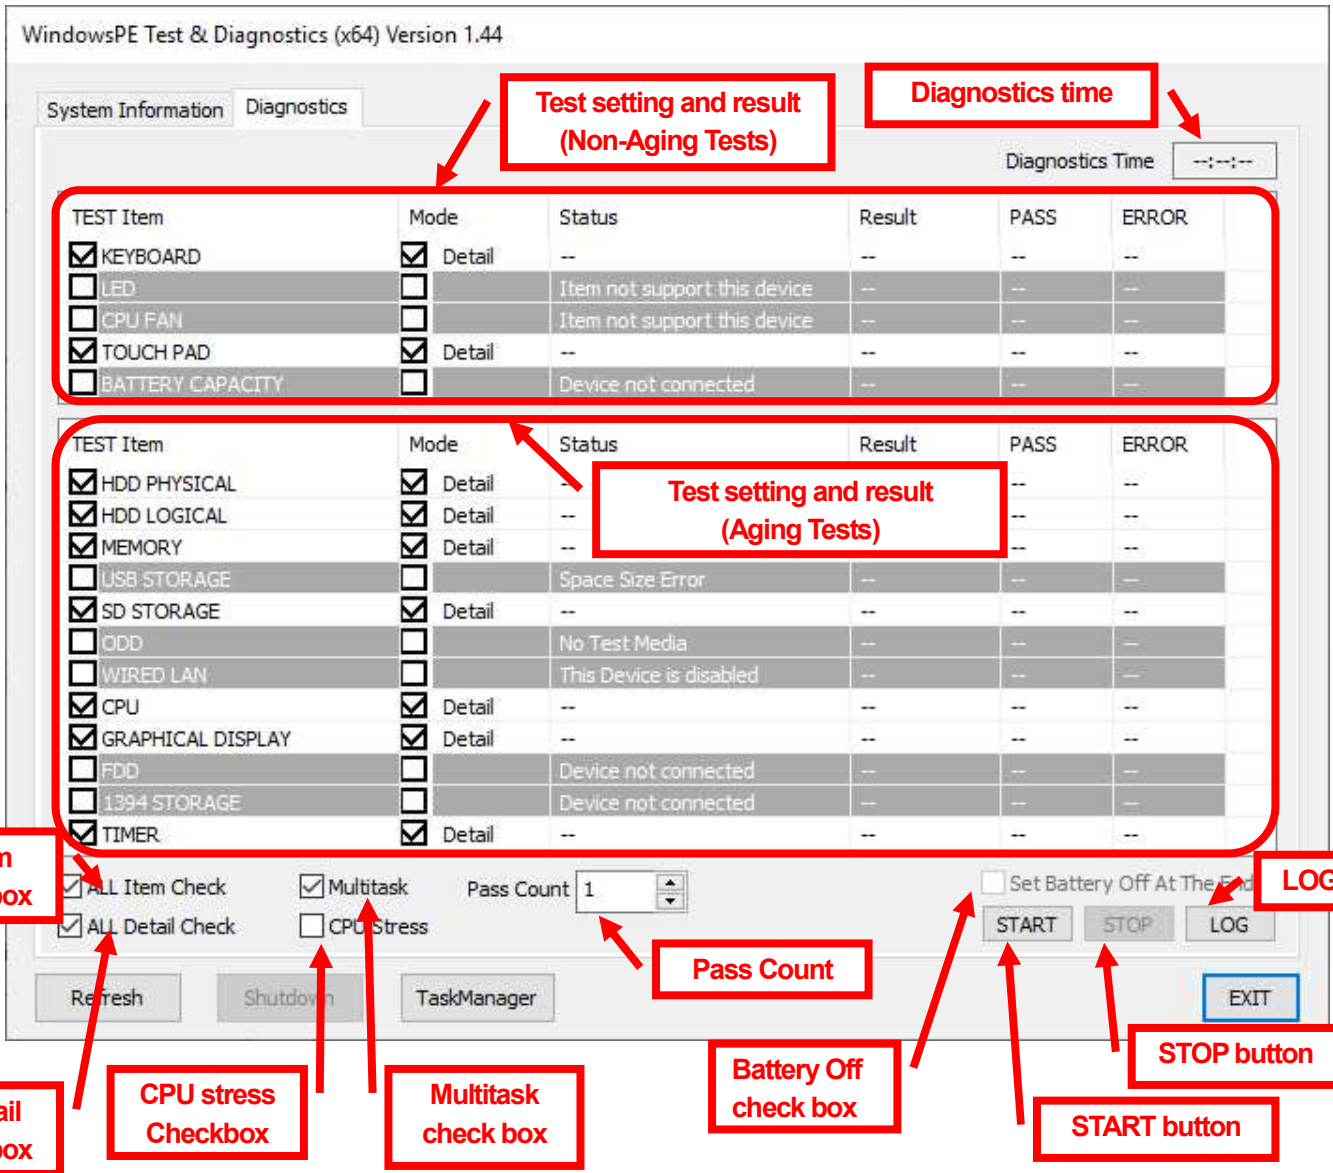 WindowsPE Test & Diagnostics (x64) Version 1.44
System Information Diagnostics
Test setting and result
(Non-Aging Tests)
Diagnostics time
Diagnostics Time --:--:--
TEST Item Mode Status Result PASS ERROR
KEYBOARD Detail -- -- -- --
LED Item not support this device -- -- --
CPU FAN Item not support this device -- -- --
TOUCH PAD Detail -- -- -- --
BATTERY CAPACITY Device not connected -- -- --
TEST Item Mode Status Result PASS ERROR
HDD PHYSICAL Detail -- -- --
HDD LOGICAL Detail -- -- --
MEMORY Detail -- -- --
Test setting and result
(Aging Tests)
USB STORAGE Space Size Error -- -- --
SD STORAGE Detail -- -- -- --
ODD No Test Media -- -- --
WIRED LAN This Device is disabled -- -- --
CPU Detail -- -- -- --
GRAPHICAL DISPLAY Detail -- -- -- --
FDD Device not connected -- -- --
1394 STORAGE Device not connected -- -- --
TIMER Detail -- -- -- --
ALL Item Check Multitask Pass Count 1 Set Battery Off At The End
ALL Detail Check CPU Stress START STOP LOG
LOG
Pass Count
Refresh Shutdown TaskManager EXIT
STOP button
Battery Off
check box
CPU stress
Checkbox
Multitask
check box
START button